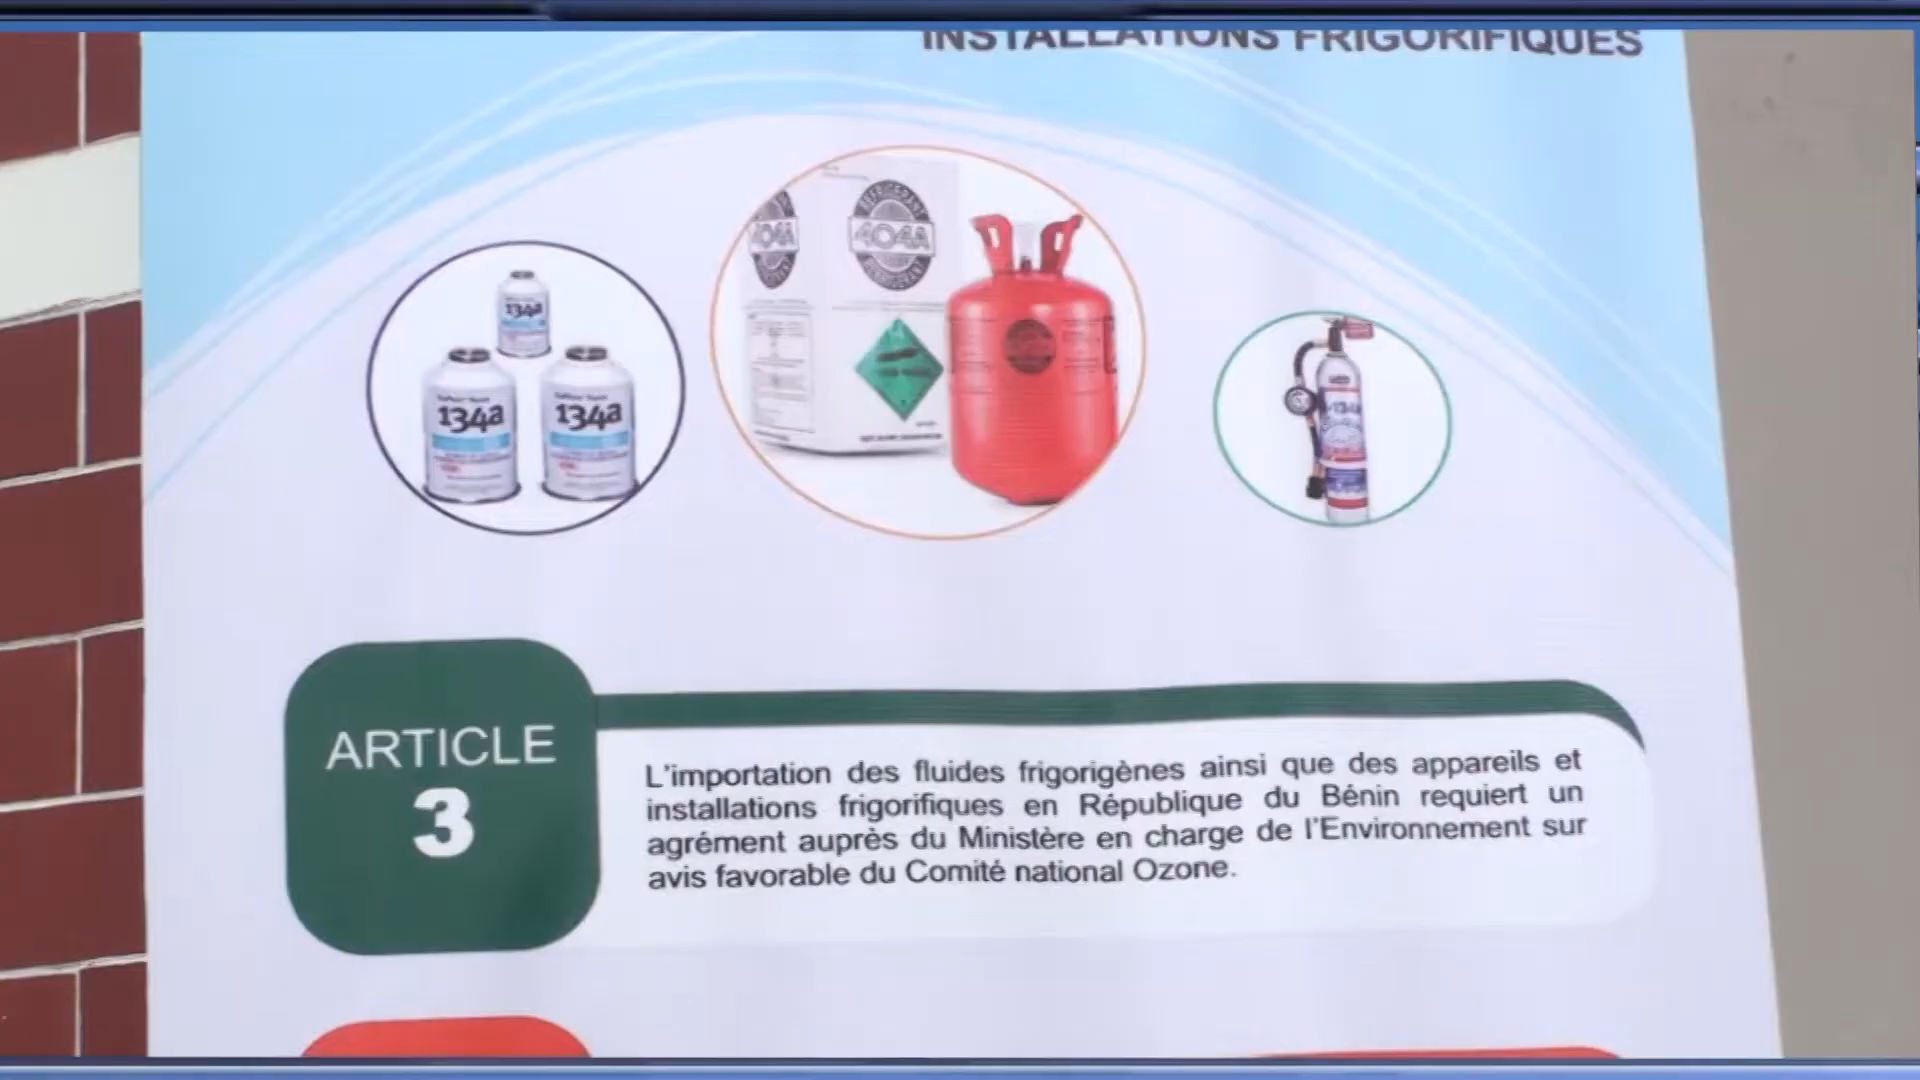 INSTALLATIONS FRIGORIFIQUES
REFRIGERANT
404A
404A
134a
134a
134a
ARTICLE
3
L'importation des fluides frigorigènes ainsi que des appareils et
installations frigorifiques en République du Bénin requiert un
agrément auprès du Ministère en charge de l'Environnement sur
avis favorable du Comité national Ozone.